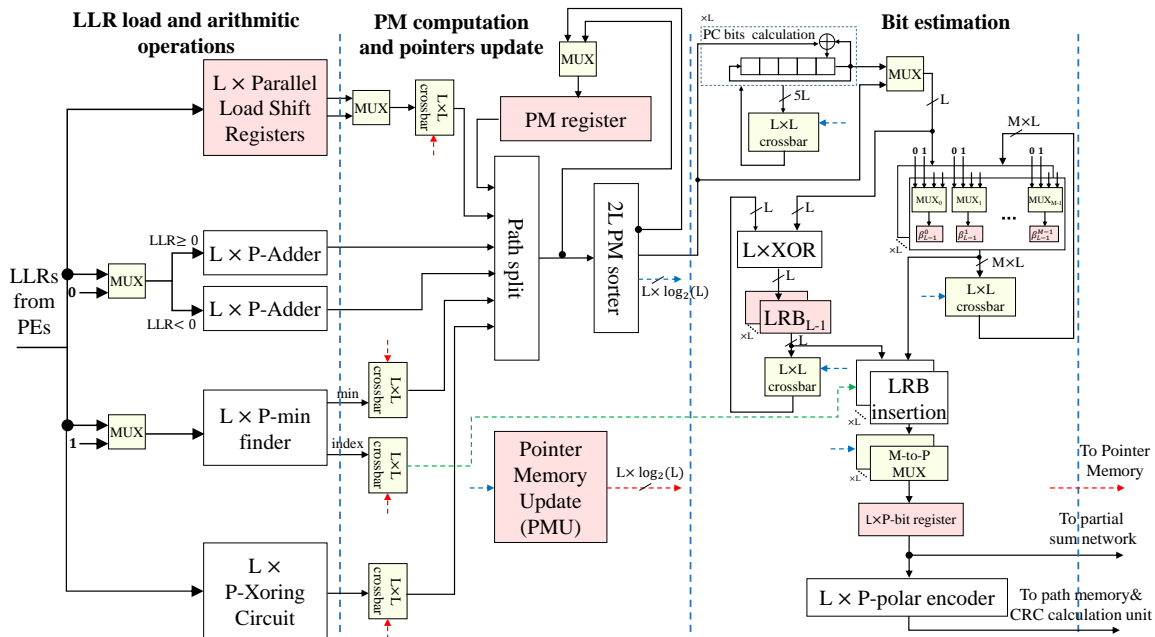 LLR load and arithmitic
operations
PM computation
and pointers update
Bit estimation
L × Parallel
Load Shift
Registers
MUX
L×L
crossbar
MUX
PM register
×L
PC bits calculation
5L
L×L
crossbar
MUX
L
M×L
0 1
0 1
0 1
MUX0
MUX1
MUXM-1
...
β^0_{L−1}
β^1_{L−1}
β^{M−1}_{L−1}
×L
M×L
L×L
crossbar
LLRs
from
PEs
0
MUX
LLR≥ 0
LLR< 0
L × P-Adder
L × P-Adder
Path split
2L PM sorter
L× log2(L)
L
L
L×XOR
L
LRBL-1
×L
L
L×L
crossbar
LRB
insertion
×L
M-to-P
MUX
×L
L×P-bit register
L × P-polar encoder
1
MUX
L × P-min
finder
min
index
L×L
crossbar
L×L
crossbar
Pointer
Memory
Update
(PMU)
L× log2(L)
L ×
P-Xoring
Circuit
L×L
crossbar
To Pointer
Memory
To partial
sum network
To path memory&
CRC calculation unit